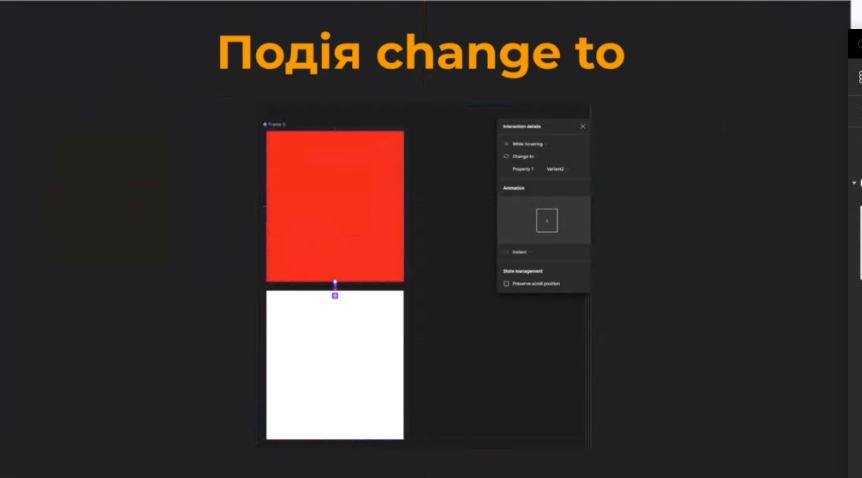 Подія change to
Frame 5
Interaction details
While hovering
Change to
Property 1
Variant2
Animation
Instant
State management
Preserve scroll position